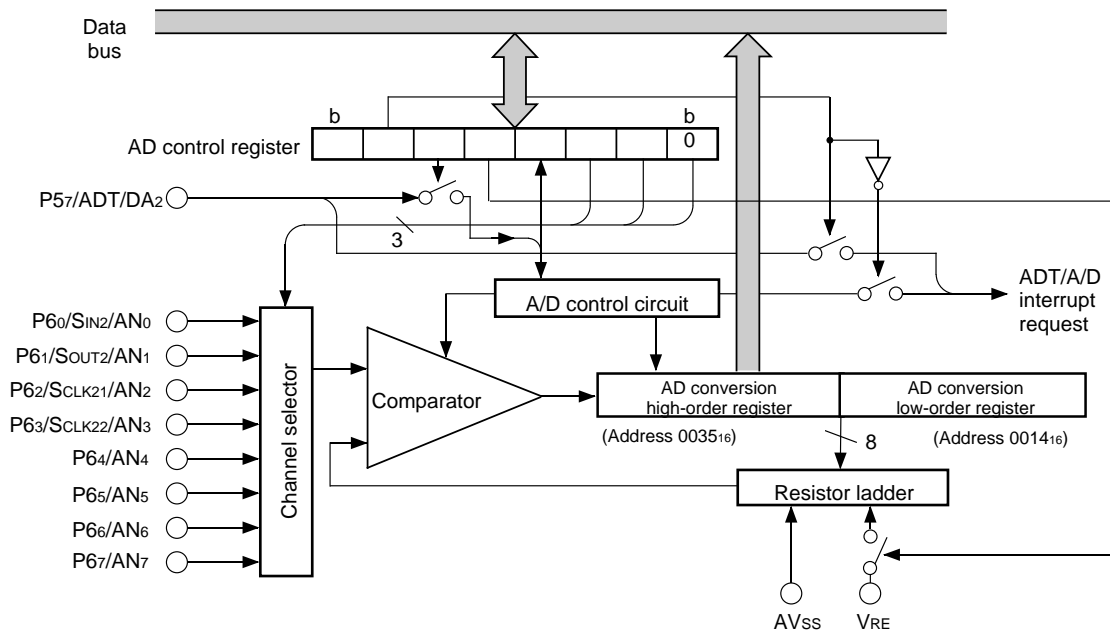 Data
bus
b
b
0
AD control register
P57/ADT/DA2
3
A/D control circuit
ADT/A/D
interrupt
request
P60/SIN2/AN0
P61/SOUT2/AN1
P62/SCLK21/AN2
P63/SCLK22/AN3
P64/AN4
P65/AN5
P66/AN6
P67/AN7
Channel selector
Comparator
AD conversion
high-order register
AD conversion
low-order register
(Address 003516)
8
(Address 001416)
Resistor ladder
AVSS
VRE